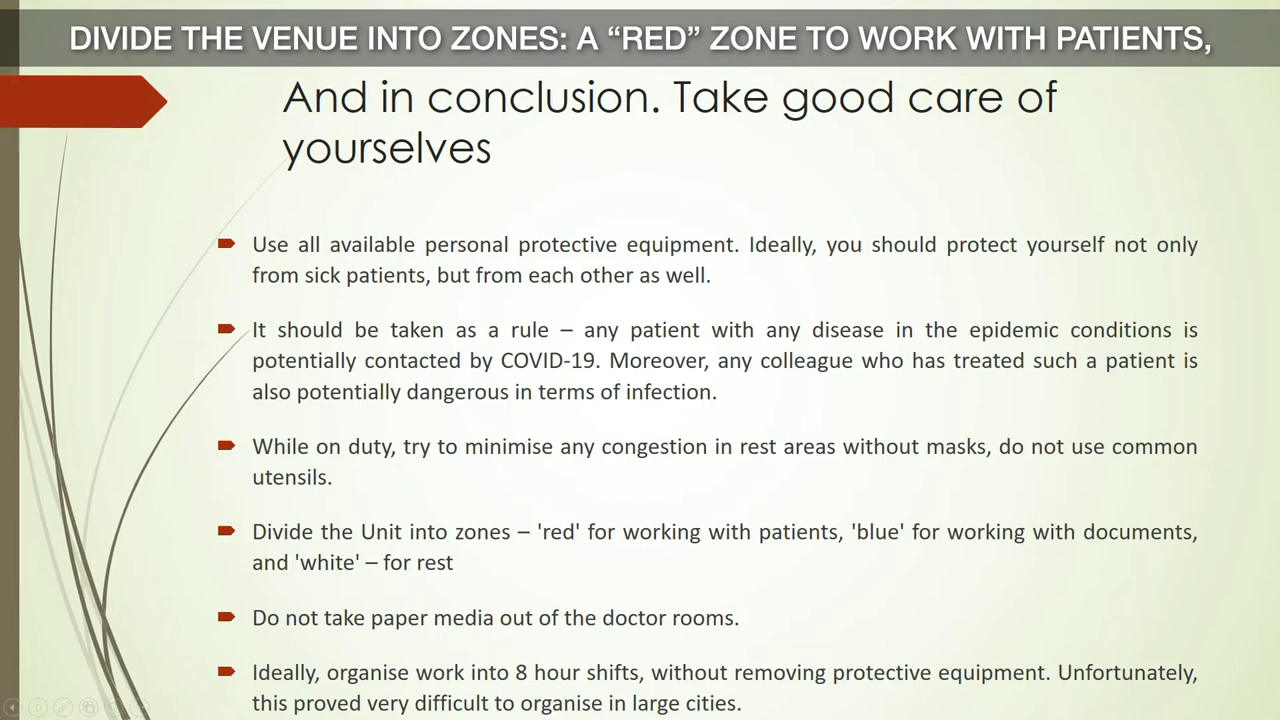 DIVIDE THE VENUE INTO ZONES: A “RED” ZONE TO WORK WITH PATIENTS,
And in conclusion. Take good care of
yourselves
Use all available personal protective equipment. Ideally, you should protect yourself not only
from sick patients, but from each other as well.
It should be taken as a rule – any patient with any disease in the epidemic conditions is
potentially contacted by COVID-19. Moreover, any colleague who has treated such a patient is
also potentially dangerous in terms of infection.
While on duty, try to minimise any congestion in rest areas without masks, do not use common
utensils.
Divide the Unit into zones – 'red' for working with patients, 'blue' for working with documents,
and 'white' – for rest
Do not take paper media out of the doctor rooms.
Ideally, organise work into 8 hour shifts, without removing protective equipment. Unfortunately,
this proved very difficult to organise in large cities.